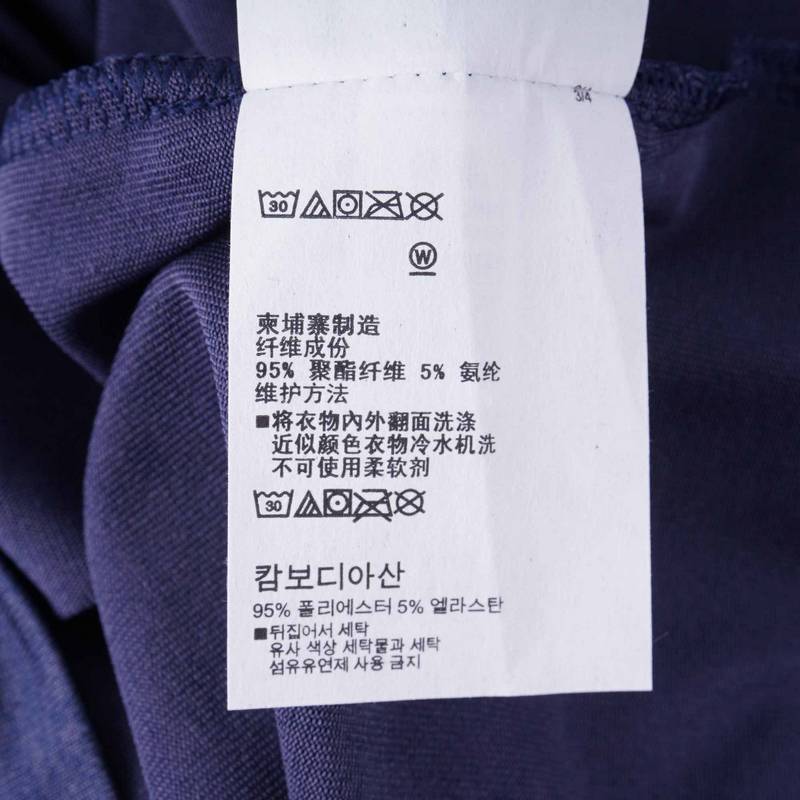 3/4
30
W
柬埔寨制造
纤维成份
95% 聚酯纤维 5% 氨纶
维护方法
■将衣物內外翻面洗涤
近似颜色衣物冷水机洗
不可使用柔软剂
30
캄보디아산
95% 폴리에스터 5% 엘라스탄
■뒤집어서 세탁
유사 색상 세탁물과 세탁
섬유유연제 사용 금지